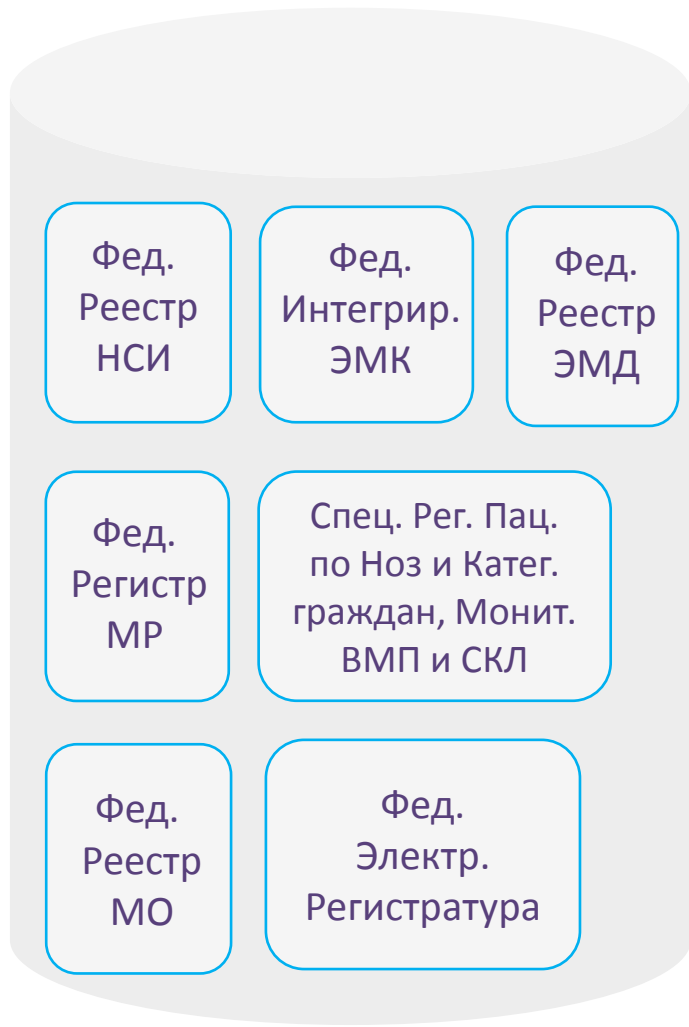 Фед.
Реестр
НСИ
Фед.
Интегрир.
ЭМК
Фед.
Реестр
ЭМД
Фед.
Регистр
МР
Спец. Рег. Пац.
по Ноз и Катег.
граждан, Монит.
ВМП и СКЛ
Фед.
Реестр
МО
Фед.
Электр.
Регистратура